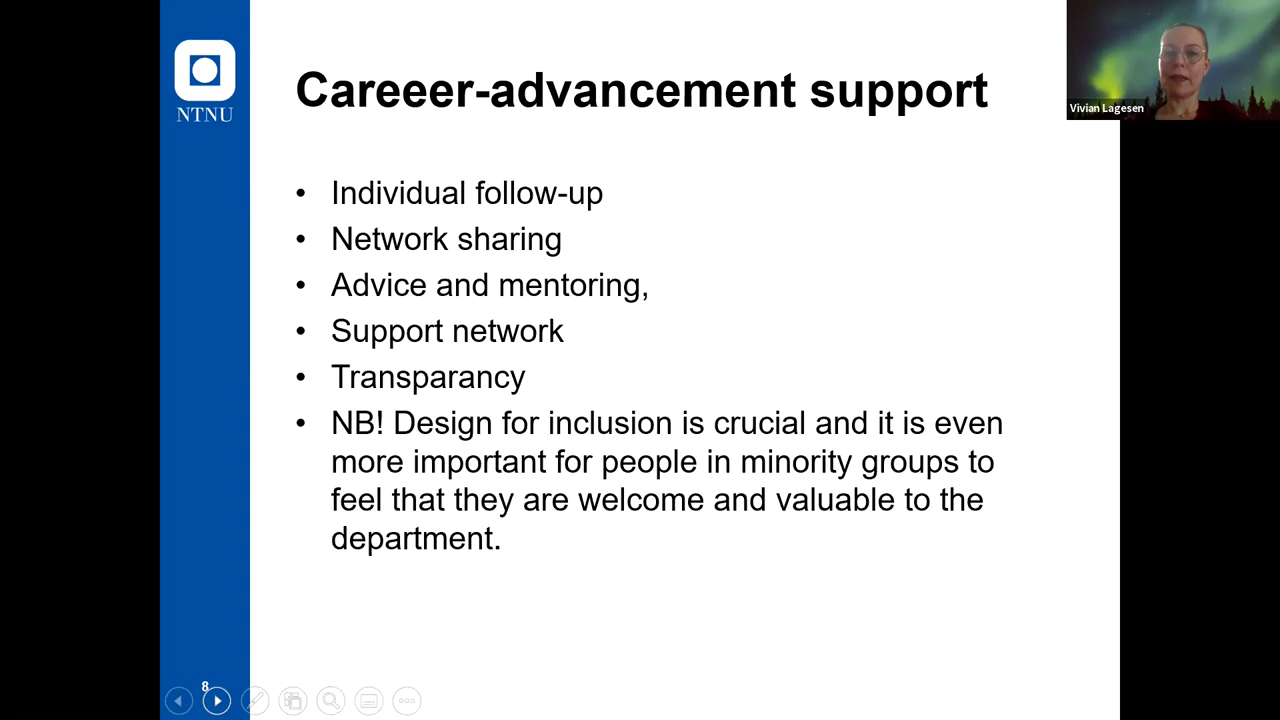 NTNU
Careeer-advancement support
Vivian Lagesen
• Individual follow-up
• Network sharing
• Advice and mentoring,
• Support network
• Transparancy
• NB! Design for inclusion is crucial and it is even
more important for people in minority groups to
feel that they are welcome and valuable to the
department.
8